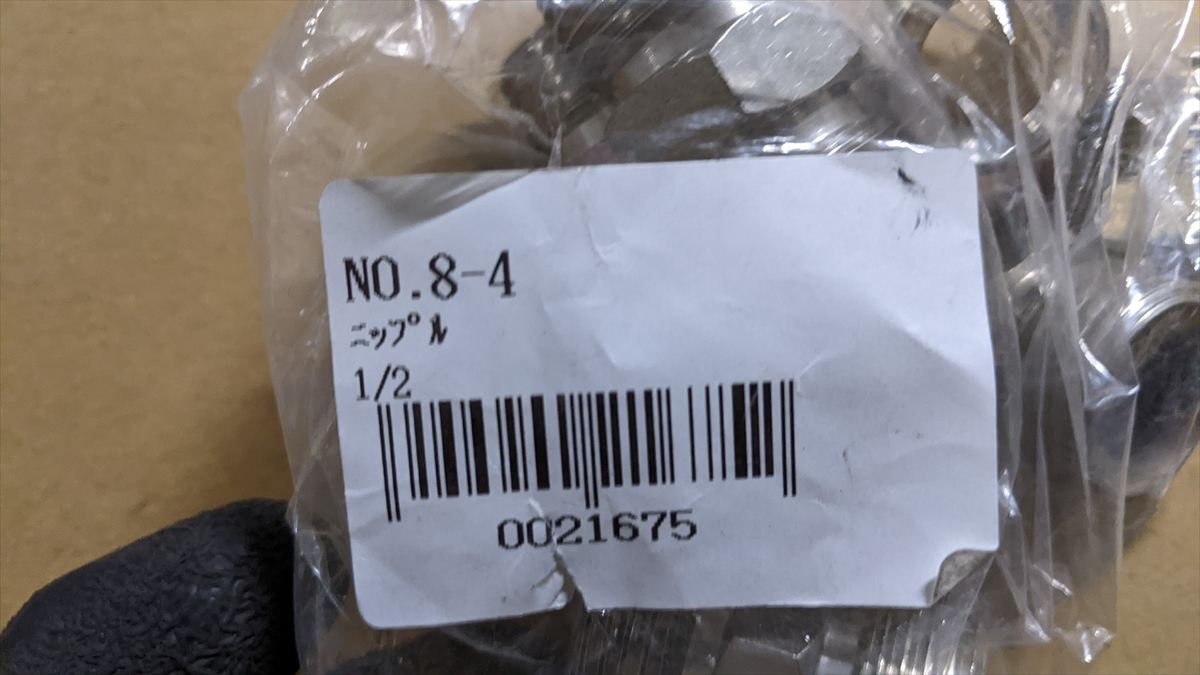 NO.8-4
ﾆｯﾌﾟﾙ
1/2
0021675